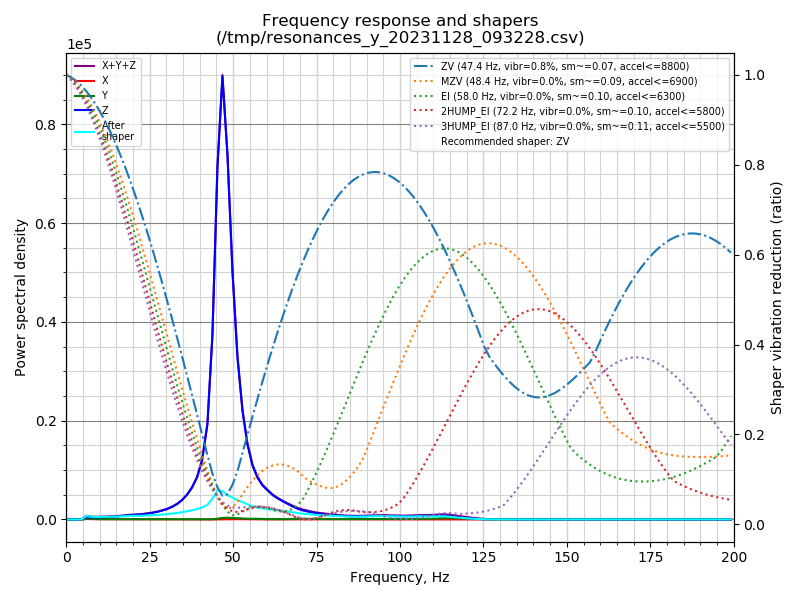 Frequency response and shapers
(/tmp/resonances_y_20231128_093228.csv)
1e5
X+Y+Z
X
Y
Z
After
shaper
ZV (47.4 Hz, vibr=0.8%, sm~=0.07, accel<=8800)
MZV (48.4 Hz, vibr=0.0%, sm~=0.09, accel<=6900)
EI (58.0 Hz, vibr=0.0%, sm~=0.10, accel<=6300)
2HUMP_EI (72.2 Hz, vibr=0.0%, sm~=0.10, accel<=5800)
3HUMP_EI (87.0 Hz, vibr=0.0%, sm~=0.11, accel<=5500)
Recommended shaper: ZV
Power spectral density
0.8
0.6
0.4
0.2
0.0
1.0
0.8
0.6
0.4
0.2
0.0
Shaper vibration reduction (ratio)
0 25 50 75 100 125 150 175 200
Frequency, Hz